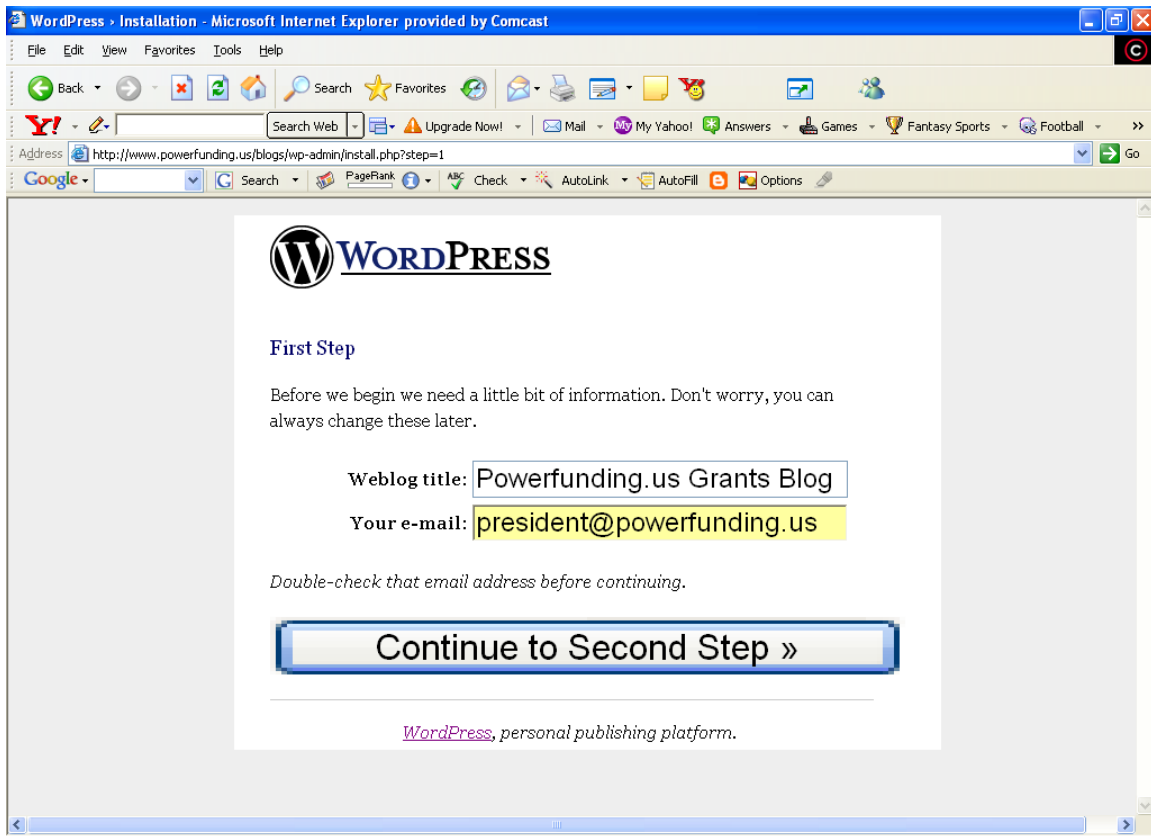 WordPress › Installation - Microsoft Internet Explorer provided by Comcast
File Edit View Favorites Tools Help
Back Search Favorites
Y! Search Web Upgrade Now! Mail My My Yahoo! Answers Games Fantasy Sports Football »
Address http://www.powerfunding.us/blogs/wp-admin/install.php?step=1 Go
Google G Search PageRank ABC Check AutoLink AutoFill Options
W WORDPRESS
First Step
Before we begin we need a little bit of information. Don't worry, you can
always change these later.
Weblog title: Powerfunding.us Grants Blog
Your e-mail: president@powerfunding.us
Double-check that email address before continuing.
Continue to Second Step »
WordPress, personal publishing platform.